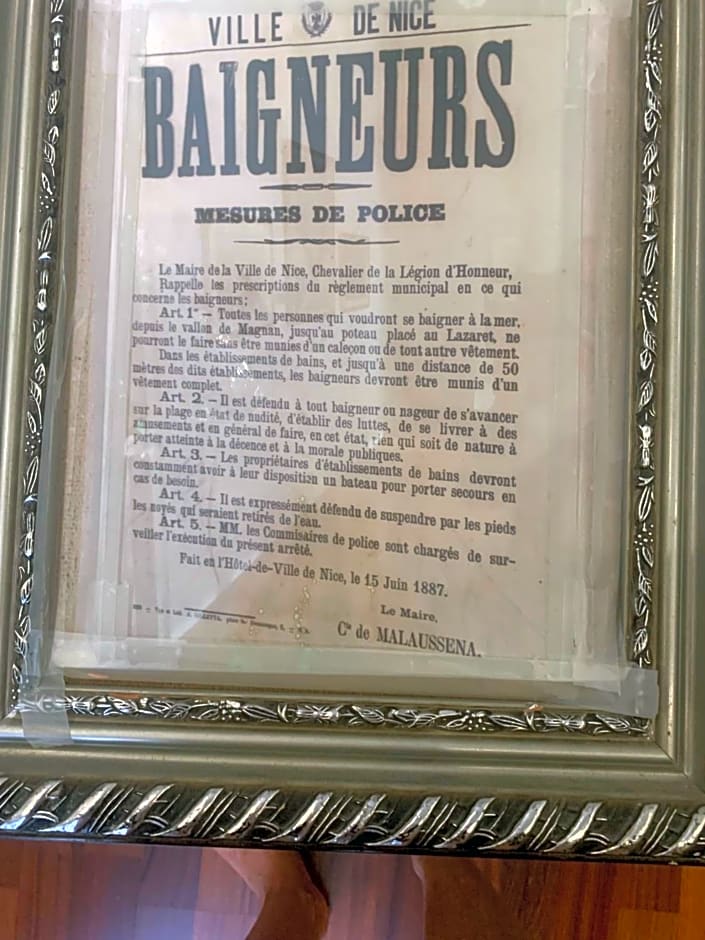 VILLE DE NICE
BAIGNEURS
MESURES DE POLICE
Le Maire de la Ville de Nice, Chevalier de la Légion d'Honneur,
Rappelle les prescriptions du règlement municipal en ce qui
concerne les baigneurs;
Art. 1er — Toutes les personnes qui voudront se baigner à la mer,
depuis le vallon de Magnan, jusqu'au poteau placé au Lazaret, ne
pourront le faire sans être munies d'un caleçon ou de tout autre vêtement.
Dans les établissements de bains, et jusqu'à une distance de 50
mètres des dits établissements, les baigneurs devront être munis d'un
vêtement complet.
Art. 2. — Il est défendu à tout baigneur ou nageur de s'avancer
sur la plage en état de nudité, d'établir des luttes, de se livrer à des
amusements et en général de faire, en cet état, rien qui soit de nature à
porter atteinte à la décence et à la morale publiques.
Art. 3. — Les propriétaires d'établissements de bains devront
constamment avoir à leur disposition un bateau pour porter secours en
cas de besoin.
Art. 4. — Il est expressément défendu de suspendre par les pieds
les noyés qui seraient retirés de l'eau.
Art. 5. — MM. les Commisaires de police sont chargés de sur-
veiller l'exécution du présent arrêté.
Fait en l'Hôtel-de-Ville de Nice, le 15 Juin 1887.
Le Maire,
Cte de MALAUSSENA.